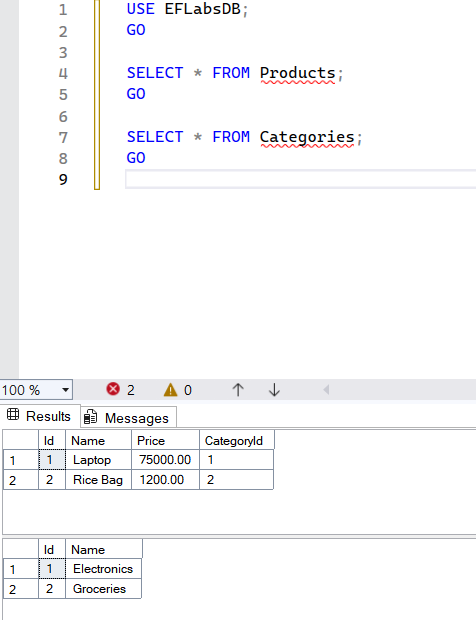 1 USE EFLabsDB;
2 GO
3
4 SELECT * FROM Products;
5 GO
6
7 SELECT * FROM Categories;
8 GO
9
100 % 2 0
Results Messages
Id Name Price CategoryId
1 1 Laptop 75000.00 1
2 2 Rice Bag 1200.00 2
Id Name
1 1 Electronics
2 2 Groceries